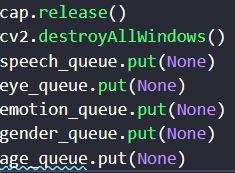 cap.release()
cv2.destroyAllWindows()
speech_queue.put(None)
eye_queue.put(None)
emotion_queue.put(None)
gender_queue.put(None)
age_queue.put(None)